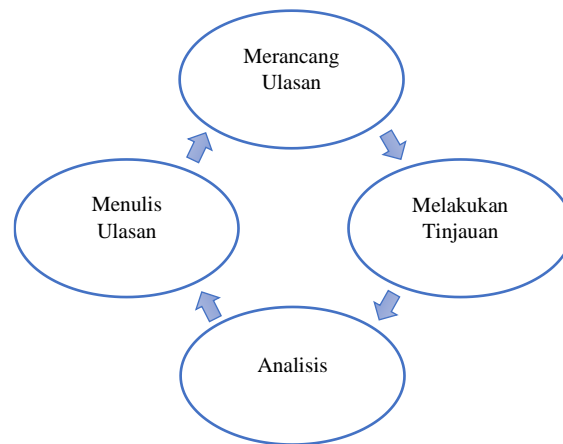 Merancang
Ulasan
Melakukan
Tinjauan
Analisis
Menulis
Ulasan